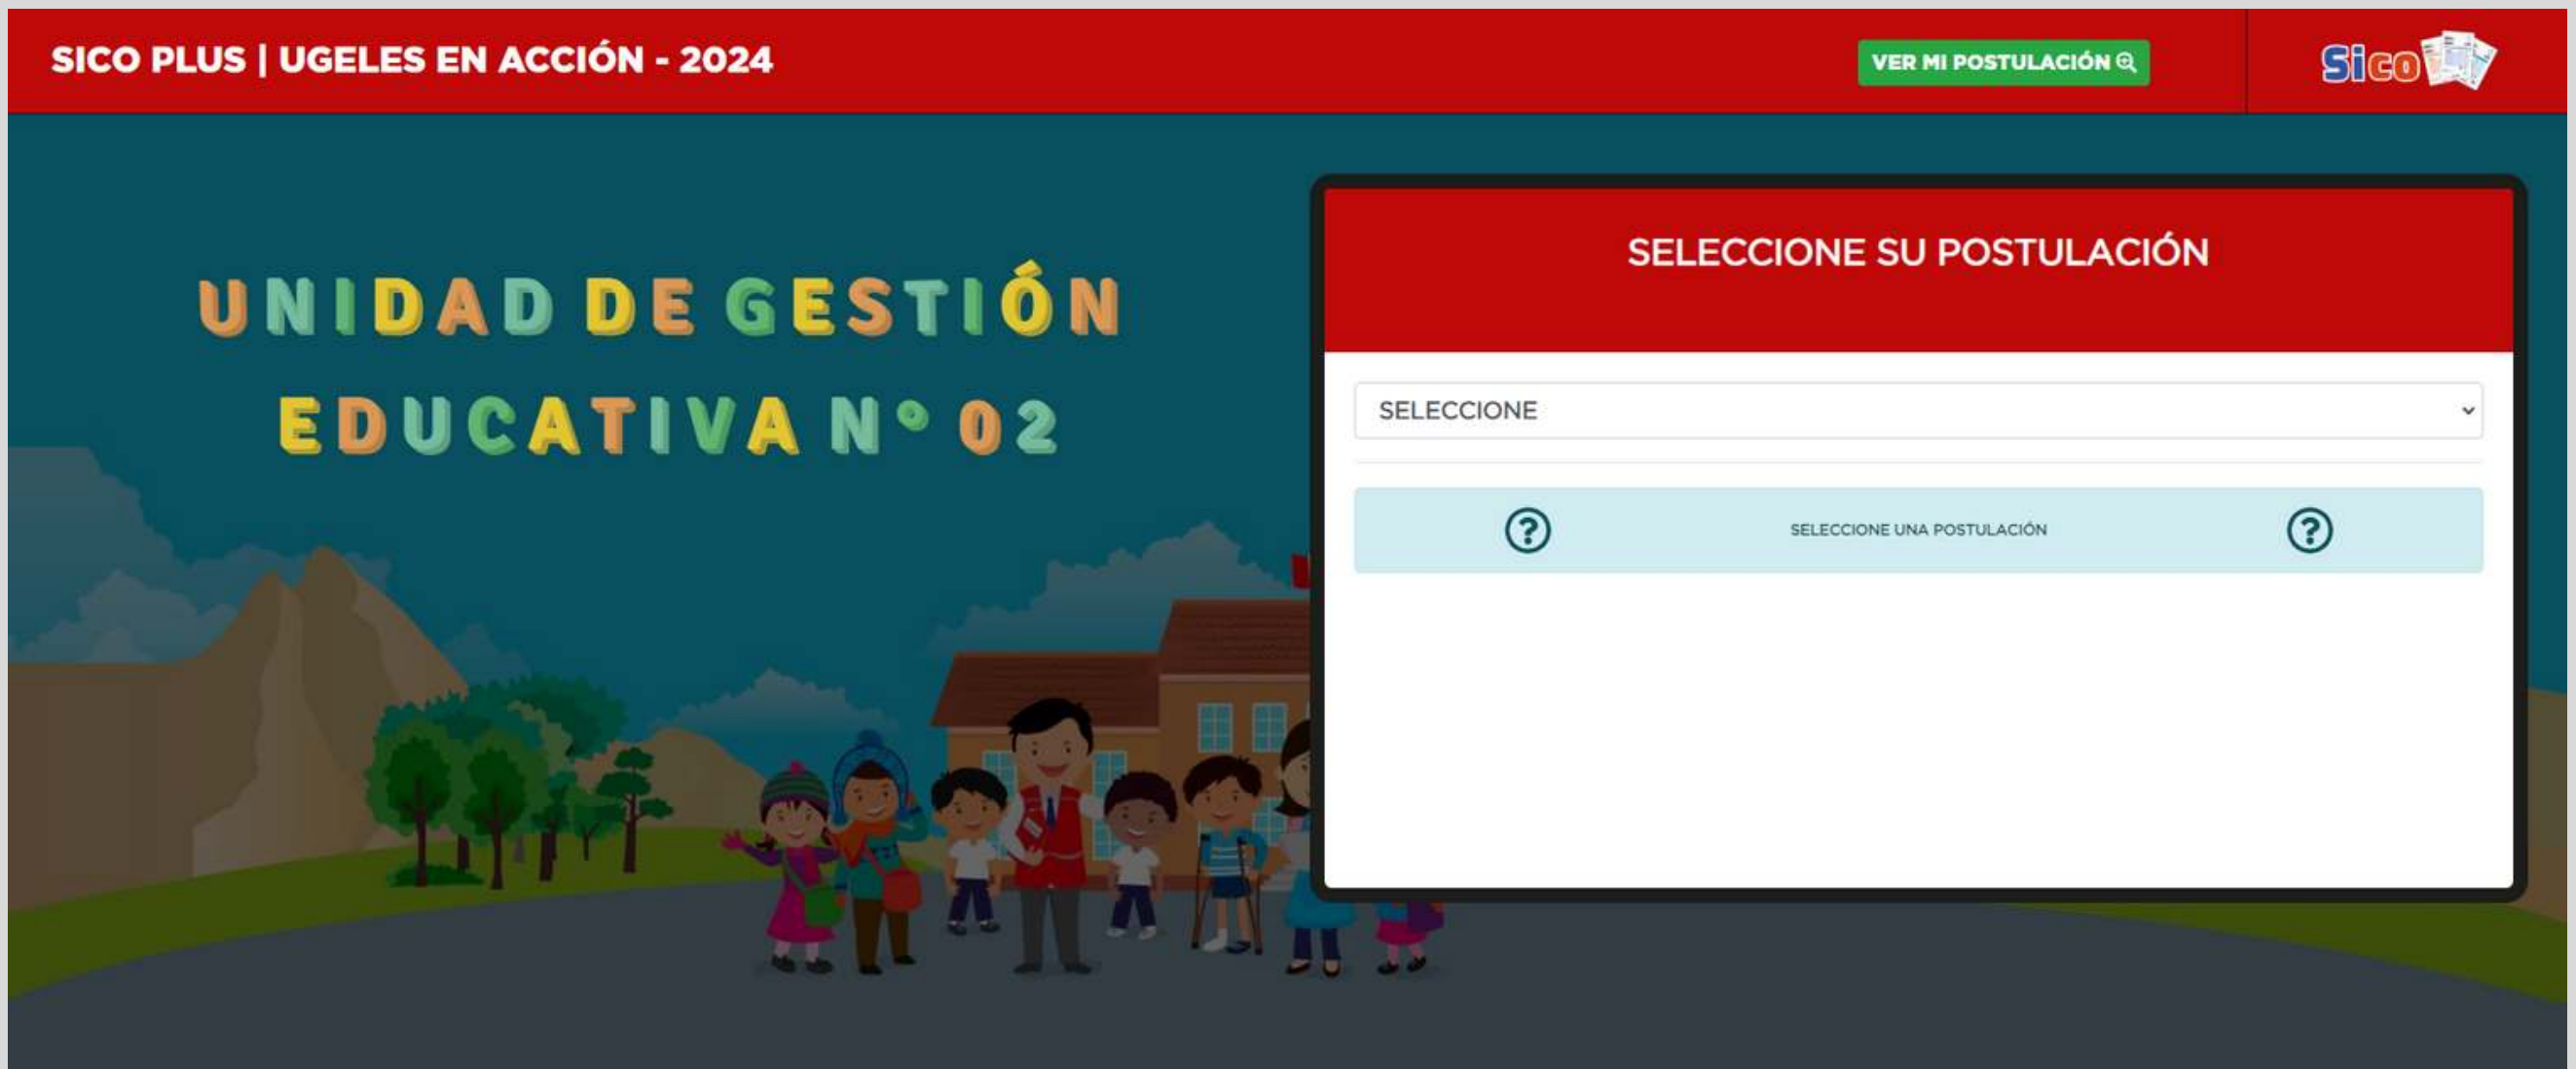 SICO PLUS | UGELES EN ACCIÓN - 2024
VER MI POSTULACIÓN
Sico
UNIDAD DE GESTIÓN
EDUCATIVA Nº 02
SELECCIONE SU POSTULACIÓN
SELECCIONE
SELECCIONE UNA POSTULACIÓN